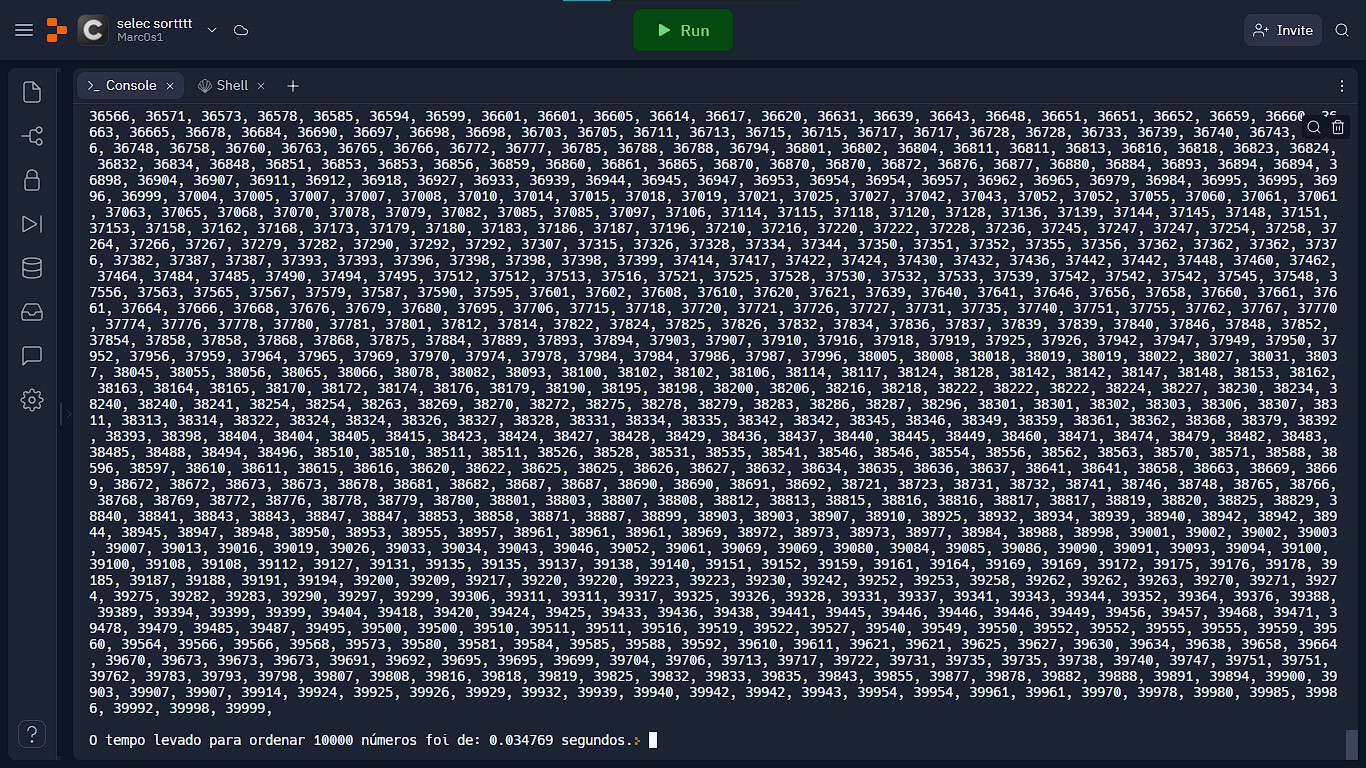 selec sortttt
Marc0s1
Run
Invite
Console
Shell
36566, 36571, 36573, 36578, 36585, 36594, 36599, 36601, 36601, 36605, 36614, 36617, 36620, 36631, 36639, 36643, 36648, 36651, 36651, 36652, 36659, 36660, 36
663, 36665, 36678, 36684, 36690, 36697, 36698, 36698, 36703, 36705, 36711, 36713, 36715, 36715, 36717, 36717, 36728, 36728, 36733, 36739, 36740, 36743,
6, 36748, 36758, 36760, 36763, 36765, 36766, 36772, 36777, 36785, 36788, 36788, 36794, 36801, 36802, 36804, 36811, 36811, 36813, 36816, 36818, 36823, 36824,
36832, 36834, 36848, 36851, 36853, 36853, 36856, 36859, 36860, 36861, 36865, 36870, 36870, 36870, 36872, 36876, 36877, 36880, 36884, 36893, 36894, 36894, 3
6898, 36904, 36907, 36911, 36912, 36918, 36927, 36933, 36939, 36944, 36945, 36947, 36953, 36954, 36954, 36957, 36962, 36965, 36979, 36984, 36995, 36995, 369
96, 36999, 37004, 37005, 37007, 37007, 37008, 37010, 37014, 37015, 37018, 37019, 37021, 37025, 37027, 37042, 37043, 37052, 37052, 37055, 37060, 37061, 37061
, 37063, 37065, 37068, 37070, 37078, 37079, 37082, 37085, 37085, 37097, 37106, 37114, 37115, 37118, 37120, 37128, 37136, 37139, 37144, 37145, 37148, 37151,
37153, 37158, 37162, 37168, 37173, 37179, 37180, 37183, 37186, 37187, 37196, 37210, 37216, 37220, 37222, 37228, 37236, 37245, 37247, 37247, 37254, 37258, 37
264, 37266, 37267, 37279, 37282, 37290, 37292, 37292, 37307, 37315, 37326, 37328, 37334, 37344, 37350, 37351, 37352, 37355, 37356, 37362, 37362, 37362, 3737
6, 37382, 37387, 37387, 37393, 37393, 37396, 37398, 37398, 37398, 37399, 37414, 37417, 37422, 37424, 37430, 37432, 37436, 37442, 37442, 37448, 37460, 37462,
37464, 37484, 37485, 37490, 37494, 37495, 37512, 37512, 37513, 37516, 37521, 37525, 37528, 37530, 37532, 37533, 37539, 37542, 37542, 37542, 37545, 37548, 3
7556, 37563, 37565, 37567, 37579, 37587, 37590, 37595, 37601, 37602, 37608, 37610, 37620, 37621, 37639, 37640, 37641, 37646, 37656, 37658, 37660, 37661, 376
61, 37664, 37666, 37668, 37676, 37679, 37680, 37695, 37706, 37715, 37718, 37720, 37721, 37726, 37727, 37731, 37735, 37740, 37751, 37755, 37762, 37767, 37770
, 37774, 37776, 37778, 37780, 37781, 37801, 37812, 37814, 37822, 37824, 37825, 37826, 37832, 37834, 37836, 37837, 37839, 37839, 37840, 37846, 37848, 37852,
37854, 37858, 37858, 37868, 37868, 37875, 37884, 37889, 37893, 37894, 37903, 37907, 37910, 37916, 37918, 37919, 37925, 37926, 37942, 37947, 37949, 37950, 37
952, 37956, 37959, 37964, 37965, 37969, 37970, 37974, 37978, 37984, 37984, 37986, 37987, 37996, 38005, 38008, 38018, 38019, 38019, 38022, 38027, 38031, 3803
7, 38045, 38055, 38056, 38065, 38066, 38078, 38082, 38093, 38100, 38102, 38102, 38106, 38114, 38117, 38124, 38128, 38142, 38142, 38147, 38148, 38153, 38162,
38163, 38164, 38165, 38170, 38172, 38174, 38176, 38179, 38190, 38195, 38198, 38200, 38206, 38216, 38218, 38222, 38222, 38222, 38224, 38227, 38230, 38234, 3
8240, 38240, 38241, 38254, 38254, 38263, 38269, 38270, 38272, 38275, 38278, 38279, 38283, 38286, 38287, 38296, 38301, 38301, 38302, 38303, 38306, 38307, 383
11, 38313, 38314, 38322, 38324, 38324, 38326, 38327, 38328, 38331, 38334, 38335, 38342, 38342, 38345, 38346, 38349, 38359, 38361, 38362, 38368, 38379, 38392
, 38393, 38398, 38404, 38404, 38405, 38415, 38423, 38424, 38427, 38428, 38429, 38436, 38437, 38440, 38445, 38449, 38460, 38471, 38474, 38479, 38482, 38483,
38485, 38488, 38494, 38496, 38510, 38510, 38511, 38511, 38526, 38528, 38531, 38535, 38541, 38546, 38546, 38554, 38556, 38562, 38563, 38570, 38571, 38588, 38
596, 38597, 38610, 38611, 38615, 38616, 38620, 38622, 38625, 38625, 38626, 38627, 38632, 38634, 38635, 38636, 38637, 38641, 38641, 38658, 38663, 38669, 3866
9, 38672, 38672, 38673, 38673, 38678, 38681, 38682, 38687, 38687, 38690, 38690, 38691, 38692, 38721, 38723, 38731, 38732, 38741, 38746, 38748, 38765, 38766,
38768, 38769, 38772, 38776, 38778, 38779, 38780, 38801, 38803, 38807, 38808, 38812, 38813, 38815, 38816, 38816, 38817, 38817, 38819, 38820, 38825, 38829, 3
8840, 38841, 38843, 38843, 38847, 38847, 38853, 38858, 38871, 38887, 38899, 38903, 38903, 38907, 38910, 38925, 38932, 38934, 38939, 38940, 38942, 38942, 389
44, 38945, 38947, 38948, 38950, 38953, 38955, 38957, 38961, 38961, 38961, 38969, 38972, 38973, 38973, 38977, 38984, 38988, 38998, 39001, 39002, 39002, 39003
, 39007, 39013, 39016, 39019, 39026, 39033, 39034, 39043, 39046, 39052, 39061, 39069, 39069, 39080, 39084, 39085, 39086, 39090, 39091, 39093, 39094, 39100,
39100, 39108, 39108, 39112, 39127, 39131, 39135, 39135, 39137, 39138, 39140, 39151, 39152, 39159, 39161, 39164, 39169, 39169, 39172, 39175, 39176, 39178, 39
185, 39187, 39188, 39191, 39194, 39200, 39209, 39217, 39220, 39220, 39223, 39223, 39230, 39242, 39252, 39253, 39258, 39262, 39262, 39263, 39270, 39271, 3927
4, 39275, 39282, 39283, 39290, 39297, 39299, 39306, 39311, 39311, 39317, 39325, 39326, 39328, 39331, 39337, 39341, 39343, 39344, 39352, 39364, 39376, 39388,
39389, 39394, 39399, 39399, 39404, 39418, 39420, 39424, 39425, 39433, 39436, 39438, 39441, 39445, 39446, 39446, 39446, 39449, 39456, 39457, 39468, 39471, 3
9478, 39479, 39485, 39487, 39495, 39500, 39500, 39510, 39511, 39511, 39516, 39519, 39522, 39527, 39540, 39549, 39550, 39552, 39552, 39555, 39555, 39559, 395
60, 39564, 39566, 39566, 39568, 39573, 39580, 39581, 39584, 39585, 39588, 39592, 39610, 39611, 39621, 39621, 39625, 39627, 39630, 39634, 39638, 39658, 39664
, 39670, 39673, 39673, 39673, 39691, 39692, 39695, 39695, 39699, 39704, 39706, 39713, 39717, 39722, 39731, 39735, 39735, 39738, 39740, 39747, 39751, 39751,
39762, 39783, 39793, 39798, 39807, 39808, 39816, 39818, 39819, 39825, 39832, 39833, 39835, 39843, 39855, 39877, 39878, 39882, 39888, 39891, 39894, 39900, 39
903, 39907, 39907, 39914, 39924, 39925, 39926, 39929, 39932, 39939, 39940, 39942, 39942, 39943, 39954, 39954, 39961, 39961, 39970, 39978, 39980, 39985, 3998
6, 39992, 39998, 39999,
O tempo levado para ordenar 10000 números foi de: 0.034769 segundos.